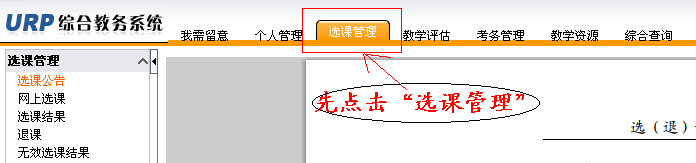 URP 综合教务系统
我需留意 个人管理 选课管理 教学评估 考务管理 教学资源 综合查询
选课管理
选课公告
网上选课
选课结果
退课
无效选课结果
先点击“选课管理”
选（退）